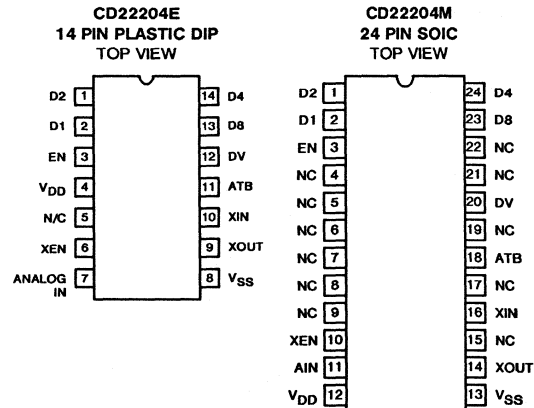 CD22204E
14 PIN PLASTIC DIP
TOP VIEW
D2 1 14 D4
D1 2 13 D8
EN 3 12 DV
VDD 4 11 ATB
N/C 5 10 XIN
XEN 6 9 XOUT
ANALOG IN 7 8 VSS
CD22204M
24 PIN SOIC
TOP VIEW
D2 1 24 D4
D1 2 23 D8
EN 3 22 NC
NC 4 21 NC
NC 5 20 DV
NC 6 19 NC
NC 7 18 ATB
NC 8 17 NC
NC 9 16 XIN
XEN 10 15 NC
AIN 11 14 XOUT
VDD 12 13 VSS